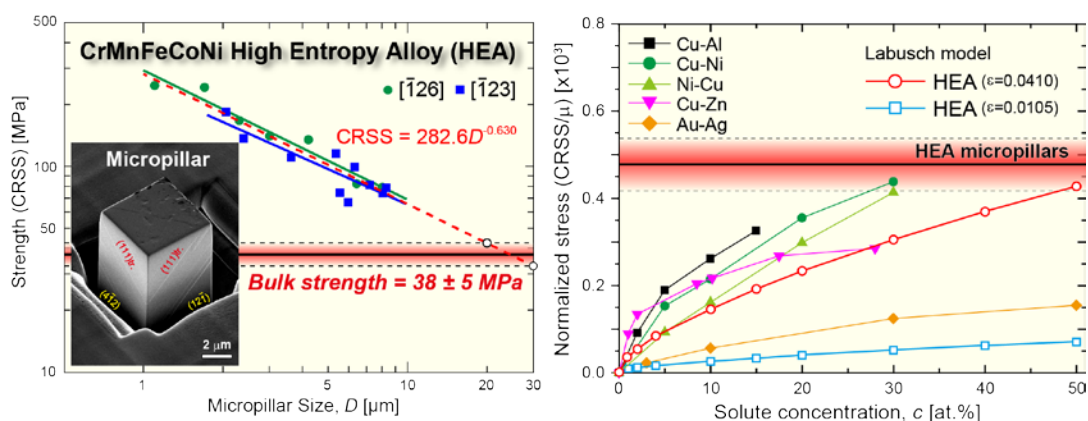 CrMnFeCoNi High Entropy Alloy (HEA)
[1̄26] [1̄23]
CRSS = 282.6D^-0.630
Micropillar
(111)tr.
(1̄11)tr.
(41̄2)
(121̄)
2 μm
Bulk strength = 38 ± 5 MPa
500
100
50
10
Strength (CRSS) [MPa]
1 5 10 20 30
Micropillar Size, D [μm]
Cu-Al
Cu-Ni
Ni-Cu
Cu-Zn
Au-Ag
Labusch model
HEA (ε=0.0410)
HEA (ε=0.0105)
HEA micropillars
0.8
0.6
0.4
0.2
0.0
Normalized stress (CRSS/μ) [x10³]
0 10 20 30 40 50
Solute concentration, c [at.%]